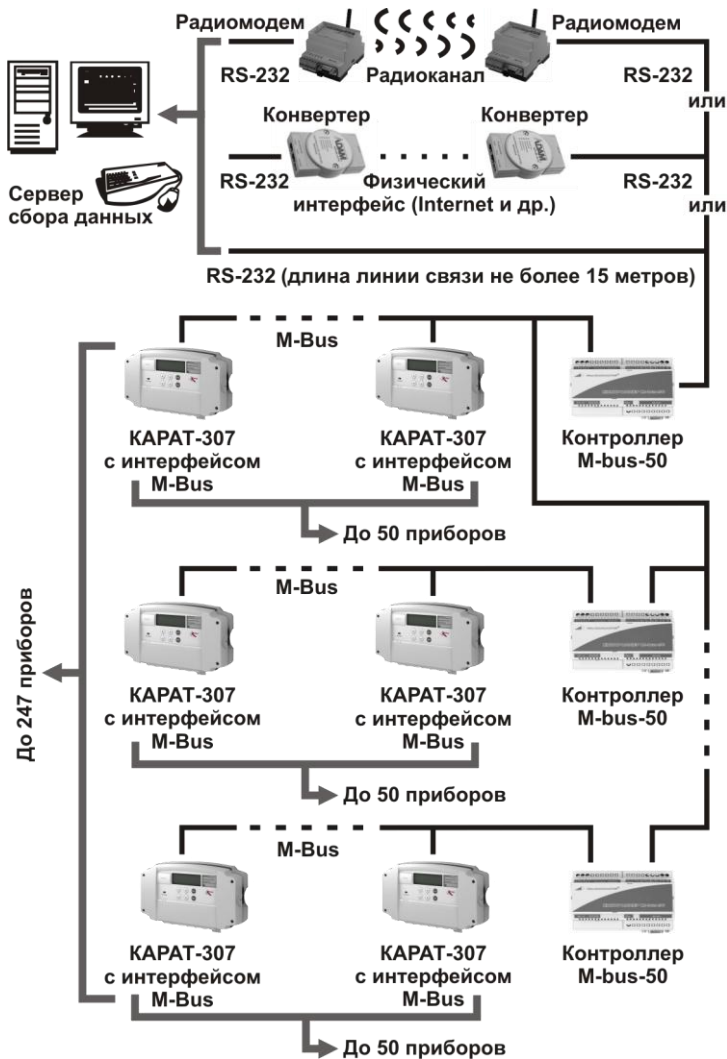 Радиомодем
Радиомодем
RS-232
Радиоканал
RS-232
или
Конвертер
Конвертер
ADAM
ADAM
RS-232
Физический
интерфейс (Internet и др.)
RS-232
или
Сервер
сбора данных
RS-232 (длина линии связи не более 15 метров)
M-Bus
КАРАТ-307
с интерфейсом
M-Bus
КАРАТ-307
с интерфейсом
M-Bus
Контроллер
M-bus-50
До 50 приборов
M-Bus
КАРАТ-307
с интерфейсом
M-Bus
КАРАТ-307
с интерфейсом
M-Bus
Контроллер
M-bus-50
До 247 приборов
До 50 приборов
M-Bus
КАРАТ-307
с интерфейсом
M-Bus
КАРАТ-307
с интерфейсом
M-Bus
Контроллер
M-bus-50
До 50 приборов